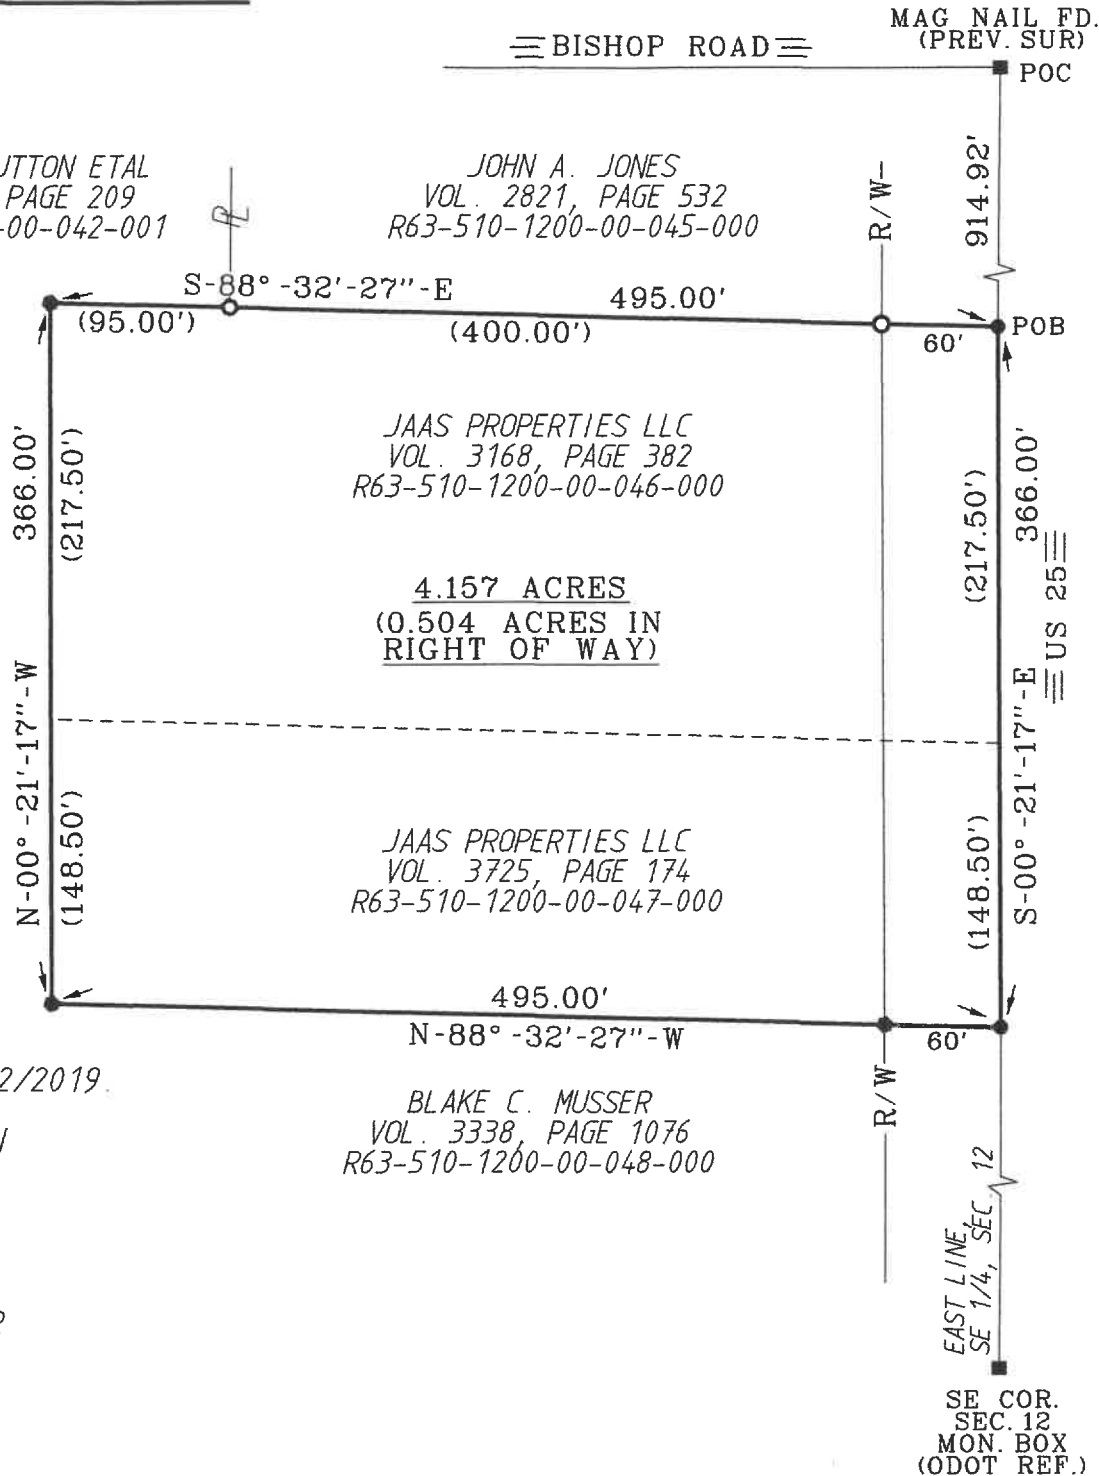 MAG NAIL FD.
(PREV. SUR)
BISHOP ROAD
POC
914.92'
UTTON ETAL
PAGE 209
-00-042-001
PL
JOHN A. JONES
VOL. 2821, PAGE 532
R63-510-1200-00-045-000
R/W
S-88°-32'-27"-E
495.00'
(95.00')
(400.00')
60'
POB
366.00'
(217.50')
JAAS PROPERTIES LLC
VOL. 3168, PAGE 382
R63-510-1200-00-046-000
(217.50')
366.00'
US 25
4.157 ACRES
(0.504 ACRES IN
RIGHT OF WAY)
N-00°-21'-17"-W
(148.50')
JAAS PROPERTIES LLC
VOL. 3725, PAGE 174
R63-510-1200-00-047-000
(148.50')
S-00°-21'-17"-E
495.00'
N-88°-32'-27"-W
60'
2/2019.
BLAKE C. MUSSER
VOL. 3338, PAGE 1076
R63-510-1200-00-048-000
R/W
EAST LINE,
SE 1/4, SEC. 12
SE COR.
SEC. 12
MON. BOX
(ODOT REF.)